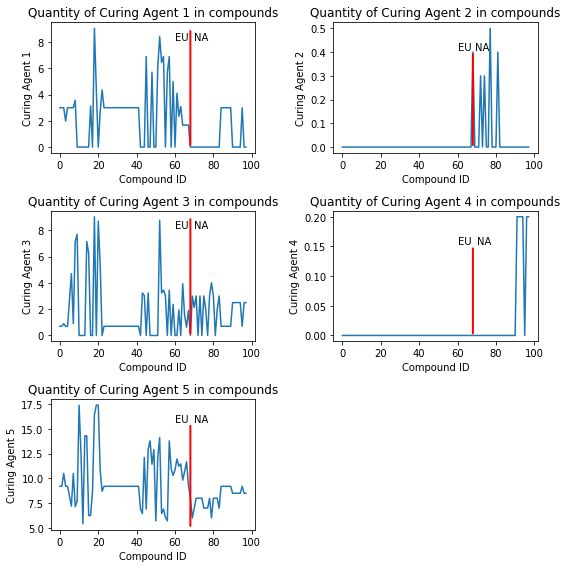 Quantity of Curing Agent 1 in compounds
8
6
4
2
0
Curing Agent 1
EU NA
0 20 40 60 80 100
Compound ID
Quantity of Curing Agent 2 in compounds
0.5
0.4
0.3
0.2
0.1
0.0
Curing Agent 2
EU NA
0 20 40 60 80 100
Compound ID
Quantity of Curing Agent 3 in compounds
8
6
4
2
0
Curing Agent 3
EU NA
0 20 40 60 80 100
Compound ID
Quantity of Curing Agent 4 in compounds
0.20
0.15
0.10
0.05
0.00
Curing Agent 4
EU NA
0 20 40 60 80 100
Compound ID
Quantity of Curing Agent 5 in compounds
17.5
15.0
12.5
10.0
7.5
5.0
Curing Agent 5
EU NA
0 20 40 60 80 100
Compound ID